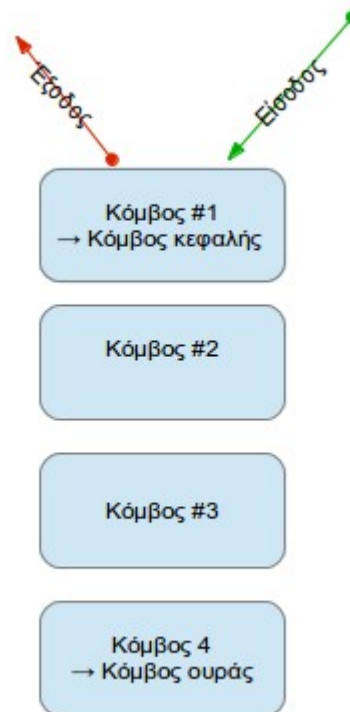 Έξοδος
Είσοδος
Κόμβος #1
→ Κόμβος κεφαλής
Κόμβος #2
Κόμβος #3
Κόμβος 4
→ Κόμβος ουράς